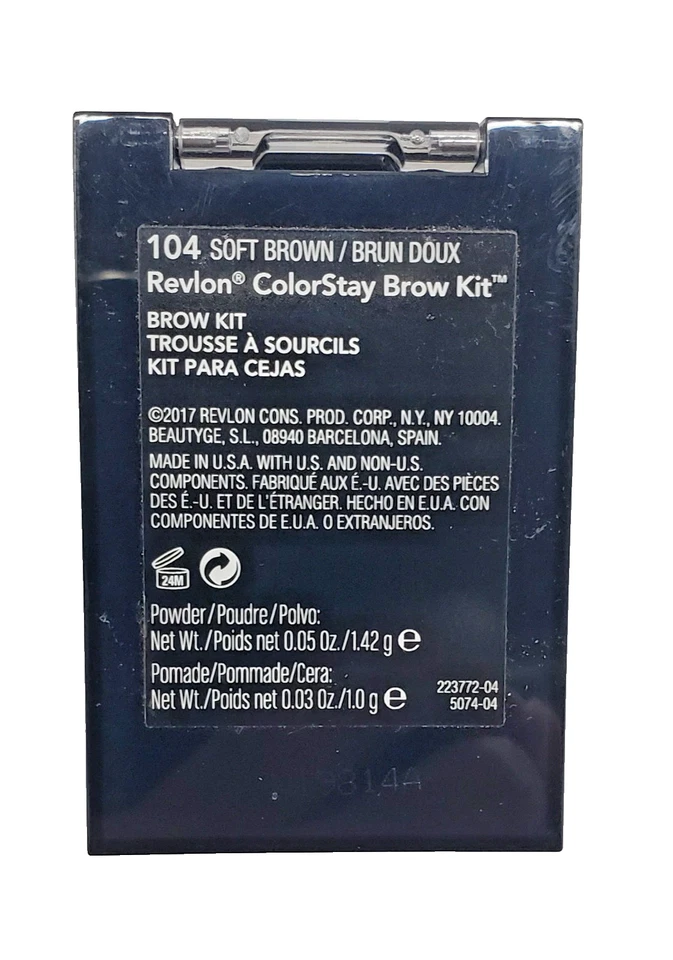 104 SOFT BROWN / BRUN DOUX
Revlon® ColorStay Brow Kit™
BROW KIT
TROUSSE À SOURCILS
KIT PARA CEJAS
©2017 REVLON CONS. PROD. CORP., N.Y., NY 10004.
BEAUTYGE, S.L., 08940 BARCELONA, SPAIN.
MADE IN U.S.A. WITH U.S. AND NON-U.S.
COMPONENTS. FABRIQUÉ AUX É.-U. AVEC DES PIÈCES
DES É.-U. ET DE L'ÉTRANGER. HECHO EN E.U.A. CON
COMPONENTES DE E.U.A. O EXTRANJEROS.
24M
Powder/Poudre/Polvo:
Net Wt./Poids net 0.05 Oz./1.42 g ℮
Pomade/Pommade/Cera:
Net Wt./Poids net 0.03 Oz./1.0 g ℮
223772-04
5074-04